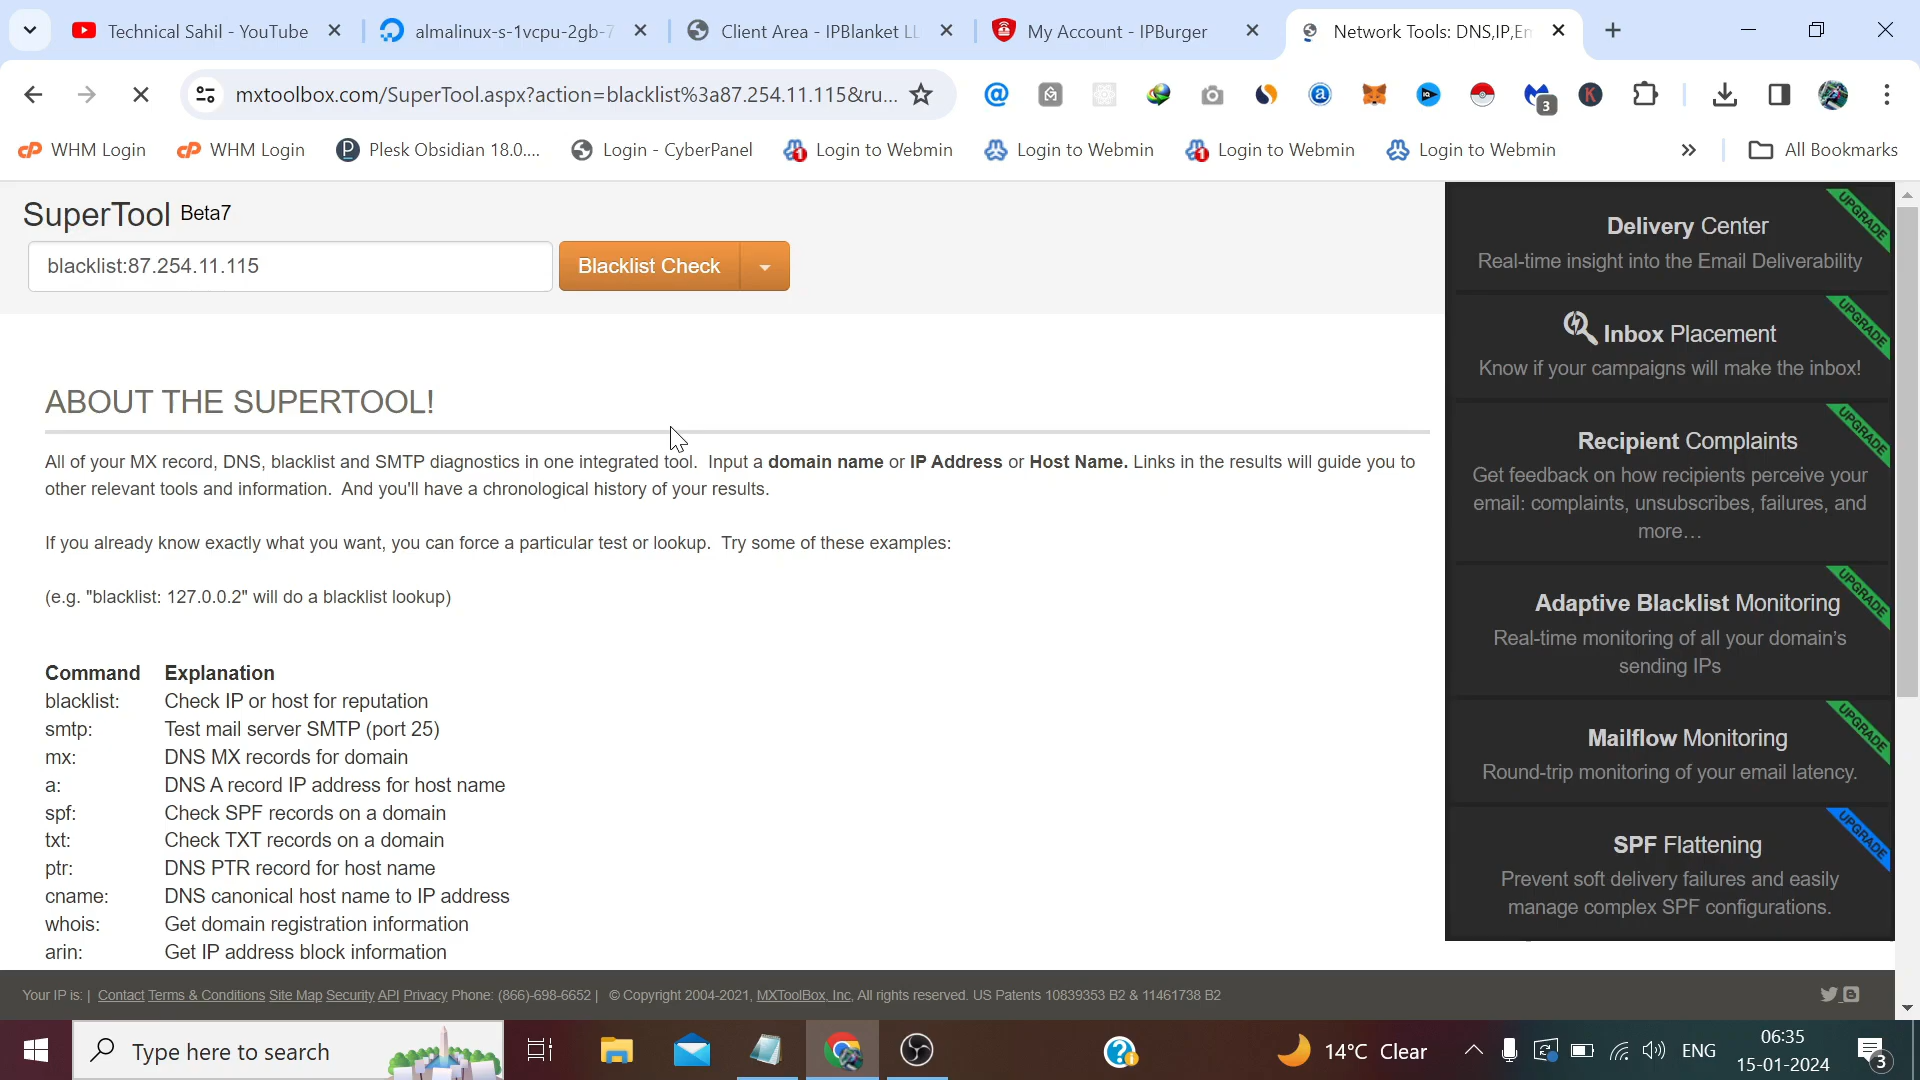 Technical Sahil - YouTube
almalinux-s-1vcpu-2gb-7
Client Area - IPBlanket LL
My Account - IPBurger
Network Tools: DNS,IP,Em
mxtoolbox.com/SuperTool.aspx?action=blacklist%3a87.254.11.115&ru...
3
WHM Login
WHM Login
Plesk Obsidian 18.0....
Login - CyberPanel
Login to Webmin
Login to Webmin
Login to Webmin
Login to Webmin
»
All Bookmarks
SuperTool Beta7
blacklist:87.254.11.115
Blacklist Check
ABOUT THE SUPERTOOL!
All of your MX record, DNS, blacklist and SMTP diagnostics in one integrated tool. Input a domain name or IP Address or Host Name. Links in the results will guide you to
other relevant tools and information. And you'll have a chronological history of your results.
If you already know exactly what you want, you can force a particular test or lookup. Try some of these examples:
(e.g. "blacklist: 127.0.0.2" will do a blacklist lookup)
Command Explanation
blacklist: Check IP or host for reputation
smtp: Test mail server SMTP (port 25)
mx: DNS MX records for domain
a: DNS A record IP address for host name
spf: Check SPF records on a domain
txt: Check TXT records on a domain
ptr: DNS PTR record for host name
cname: DNS canonical host name to IP address
whois: Get domain registration information
arin: Get IP address block information
Delivery Center
UPGRADE
Real-time insight into the Email Deliverability
Inbox Placement
UPGRADE
Know if your campaigns will make the inbox!
Recipient Complaints
UPGRADE
Get feedback on how recipients perceive your
email: complaints, unsubscribes, failures, and
more…
Adaptive Blacklist Monitoring
UPGRADE
Real-time monitoring of all your domain's
sending IPs
Mailflow Monitoring
UPGRADE
Round-trip monitoring of your email latency.
SPF Flattening
UPGRADE
Prevent soft delivery failures and easily
manage complex SPF configurations.
Your IP is: | Contact Terms & Conditions Site Map Security API Privacy Phone: (866)-698-6652 | © Copyright 2004-2021, MXToolBox, Inc, All rights reserved. US Patents 10839353 B2 & 11461738 B2
Type here to search
14°C Clear
ENG
06:35
15-01-2024
3